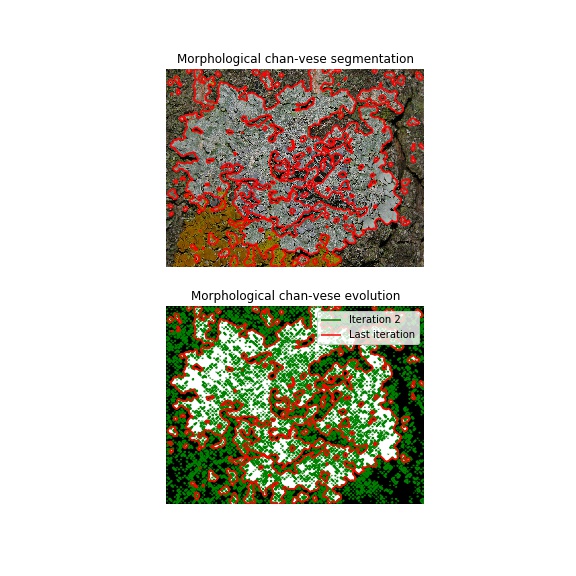 Morphological chan-vese segmentation
Morphological chan-vese evolution
Iteration 2
Last iteration